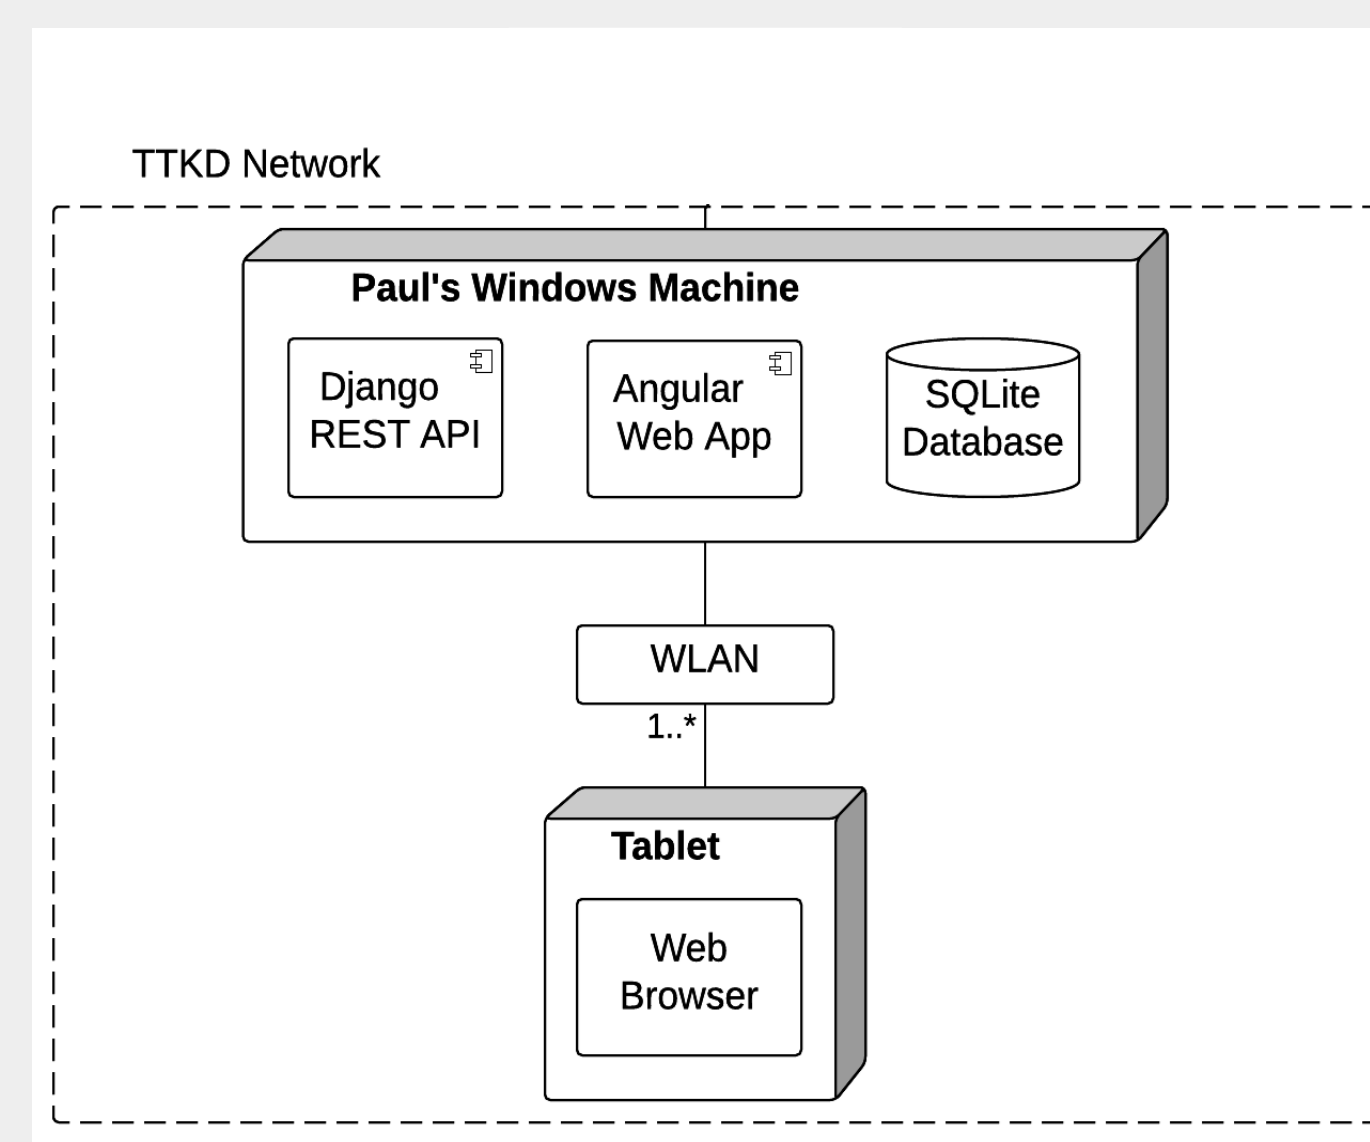 TTKD Network
Paul's Windows Machine
Django
REST API
Angular
Web App
SQLite
Database
WLAN
1..*
Tablet
Web
Browser